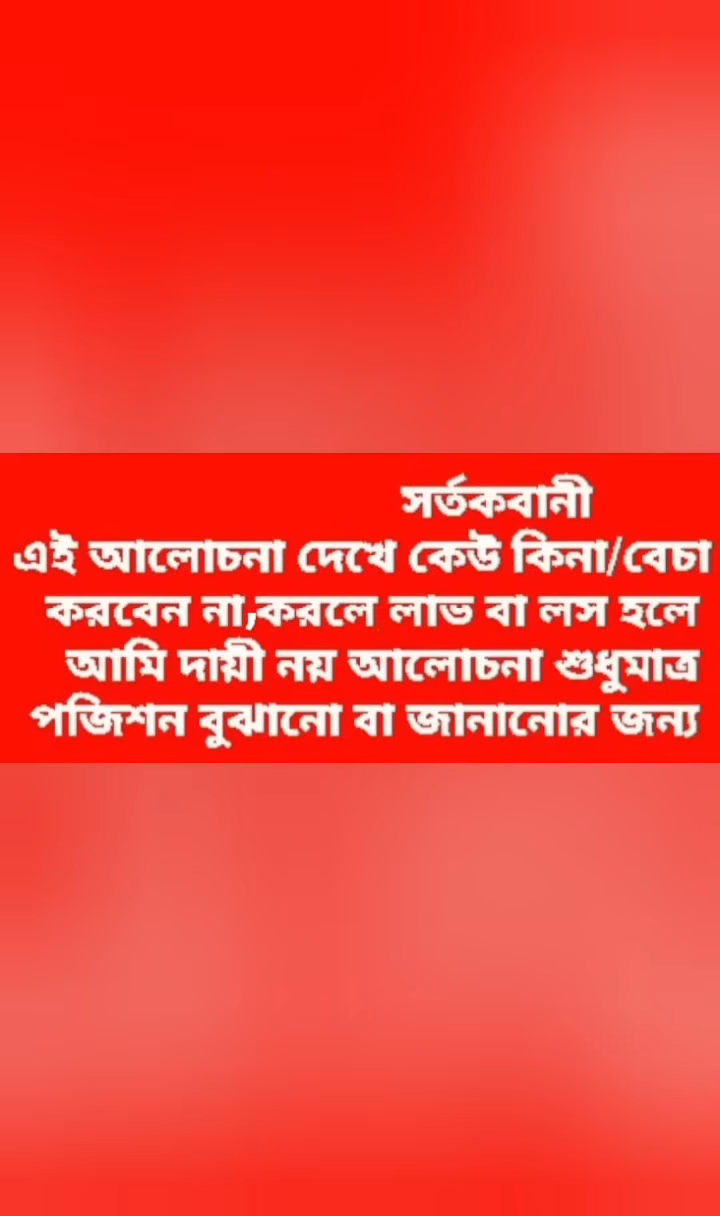 সর্তকবানী
এই আলোচনা দেখে কেউ কিনা/বেচা
করবেন না,করলে লাভ বা লস হলে
আমি দায়ী নয় আলোচনা শুধুমাত্র
পজিশন বুঝানো বা জানানোর জন্য